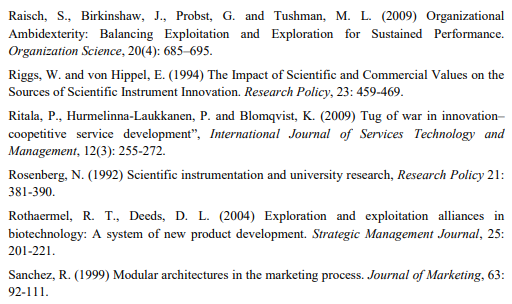 Raisch, S., Birkinshaw, J., Probst, G. and Tushman, M. L. (2009) Organizational
Ambidexterity: Balancing Exploitation and Exploration for Sustained Performance.
Organization Science, 20(4): 685–695.
Riggs, W. and von Hippel, E. (1994) The Impact of Scientific and Commercial Values on the
Sources of Scientific Instrument Innovation. Research Policy, 23: 459-469.
Ritala, P., Hurmelinna-Laukkanen, P. and Blomqvist, K. (2009) Tug of war in innovation–
coopetitive service development”, International Journal of Services Technology and
Management, 12(3): 255-272.
Rosenberg, N. (1992) Scientific instrumentation and university research, Research Policy 21:
381-390.
Rothaermel, R. T., Deeds, D. L. (2004) Exploration and exploitation alliances in
biotechnology: A system of new product development. Strategic Management Journal, 25:
201-221.
Sanchez, R. (1999) Modular architectures in the marketing process. Journal of Marketing, 63:
92-111.